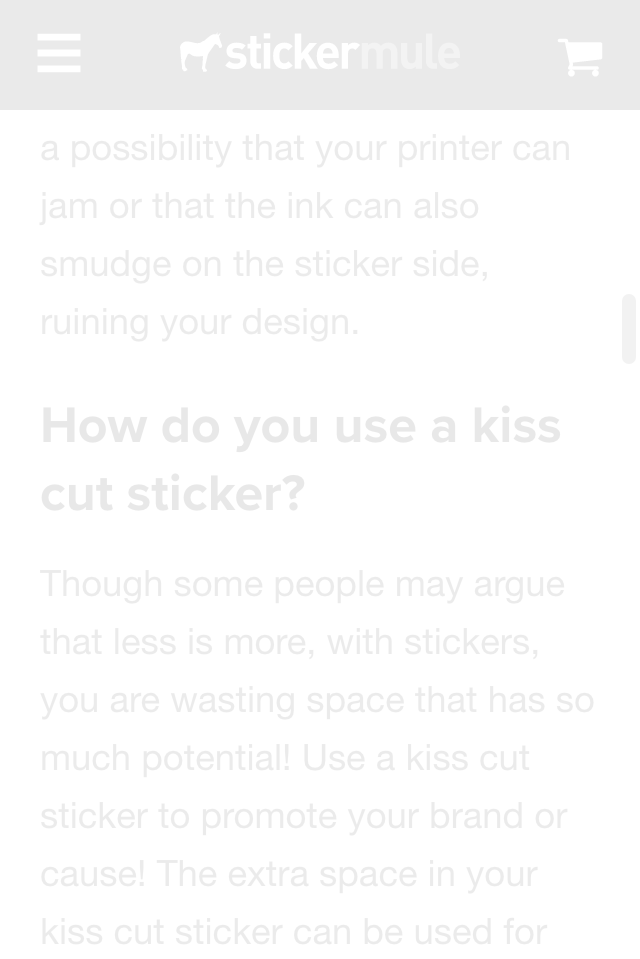 stickermule
a possibility that your printer can
jam or that the ink can also
smudge on the sticker side,
ruining your design.
How do you use a kiss
cut sticker?
Though some people may argue
that less is more, with stickers,
you are wasting space that has so
much potential! Use a kiss cut
sticker to promote your brand or
cause! The extra space in your
kiss cut sticker can be used for